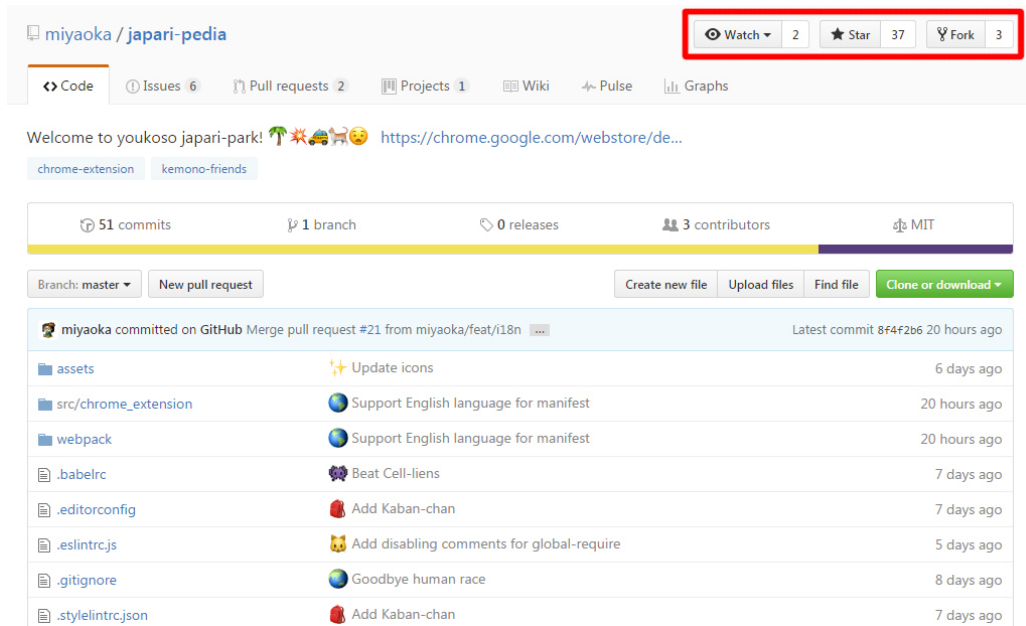 miyaoka / japari-pedia
Watch 2 Star 37 Fork 3
Code Issues 6 Pull requests 2 Projects 1 Wiki Pulse Graphs
Welcome to youkoso japari-park! 🌴💥🚕🐈😧 https://chrome.google.com/webstore/de...
chrome-extension kemono-friends
51 commits 1 branch 0 releases 3 contributors MIT
Branch: master New pull request Create new file Upload files Find file Clone or download
miyaoka committed on GitHub Merge pull request #21 from miyaoka/feat/i18n ... Latest commit 8f4f2b6 20 hours ago
assets ✨ Update icons 6 days ago
src/chrome_extension 🌏 Support English language for manifest 20 hours ago
webpack 🌏 Support English language for manifest 20 hours ago
.babelrc 👾 Beat Cell-liens 7 days ago
.editorconfig 🎒 Add Kaban-chan 7 days ago
.eslintrc.js 🐱 Add disabling comments for global-require 5 days ago
.gitignore 🌏 Goodbye human race 8 days ago
.stylelintrc.json 🎒 Add Kaban-chan 7 days ago